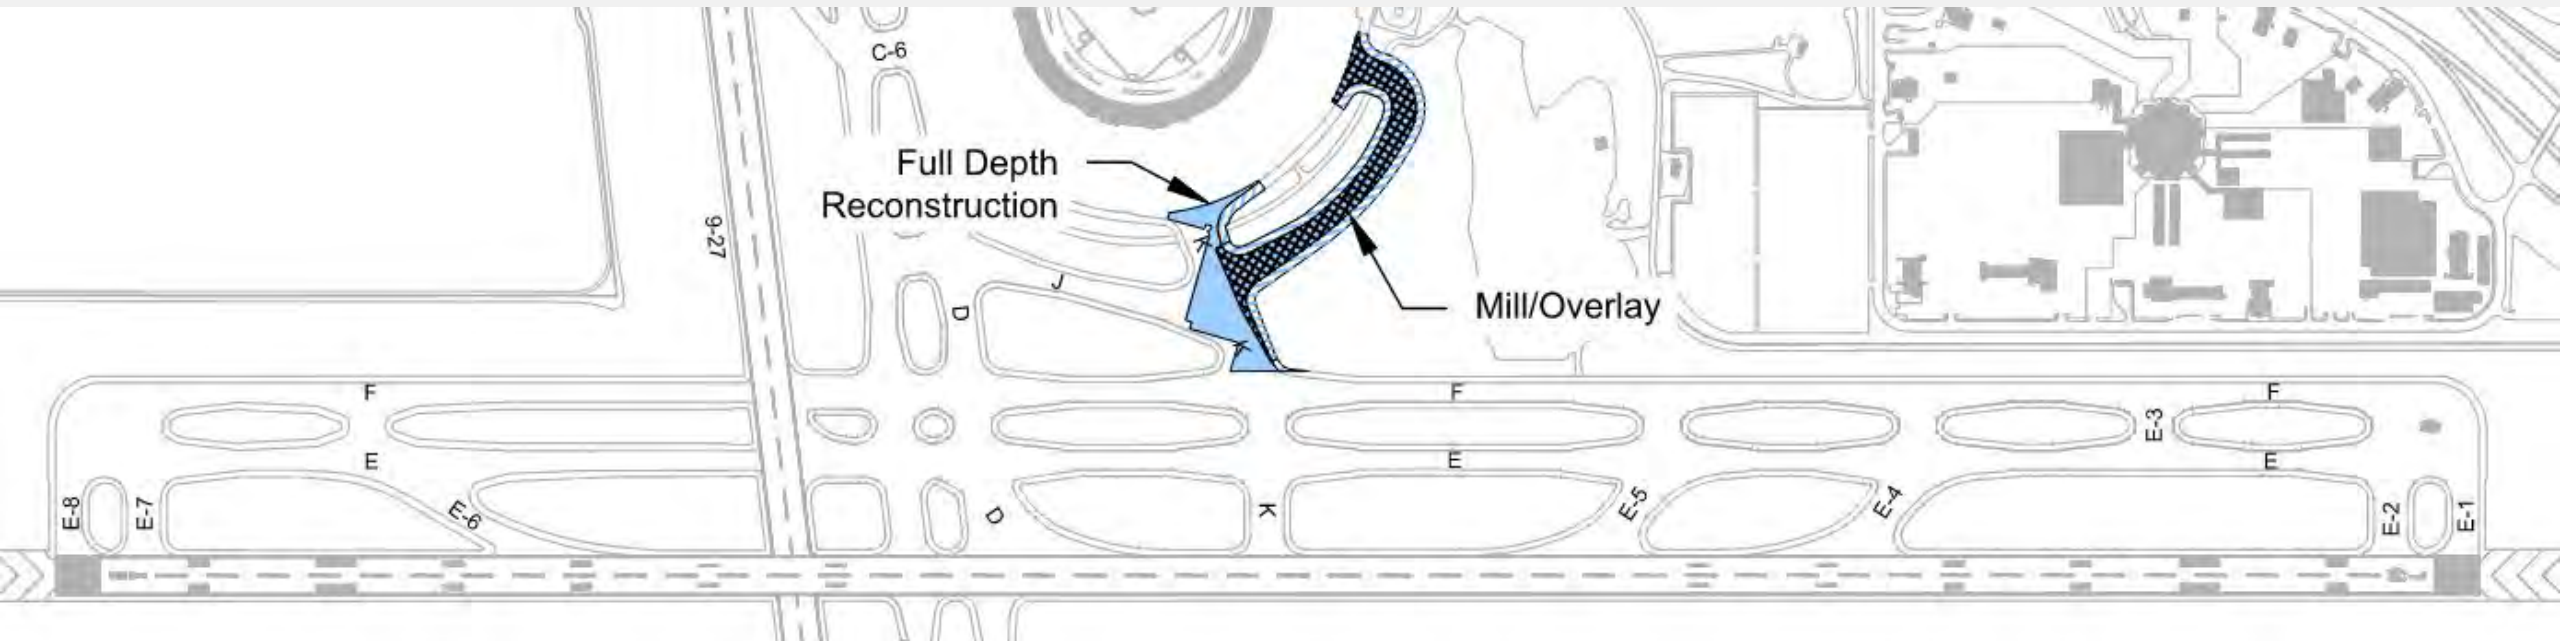 C-6
Full Depth
Reconstruction
9-27
K
J
D
Mill/Overlay
K
F
F
F
E-3
E
E
E
E-8
E-7
E-6
D
K
E-5
E-4
E-2
E-1